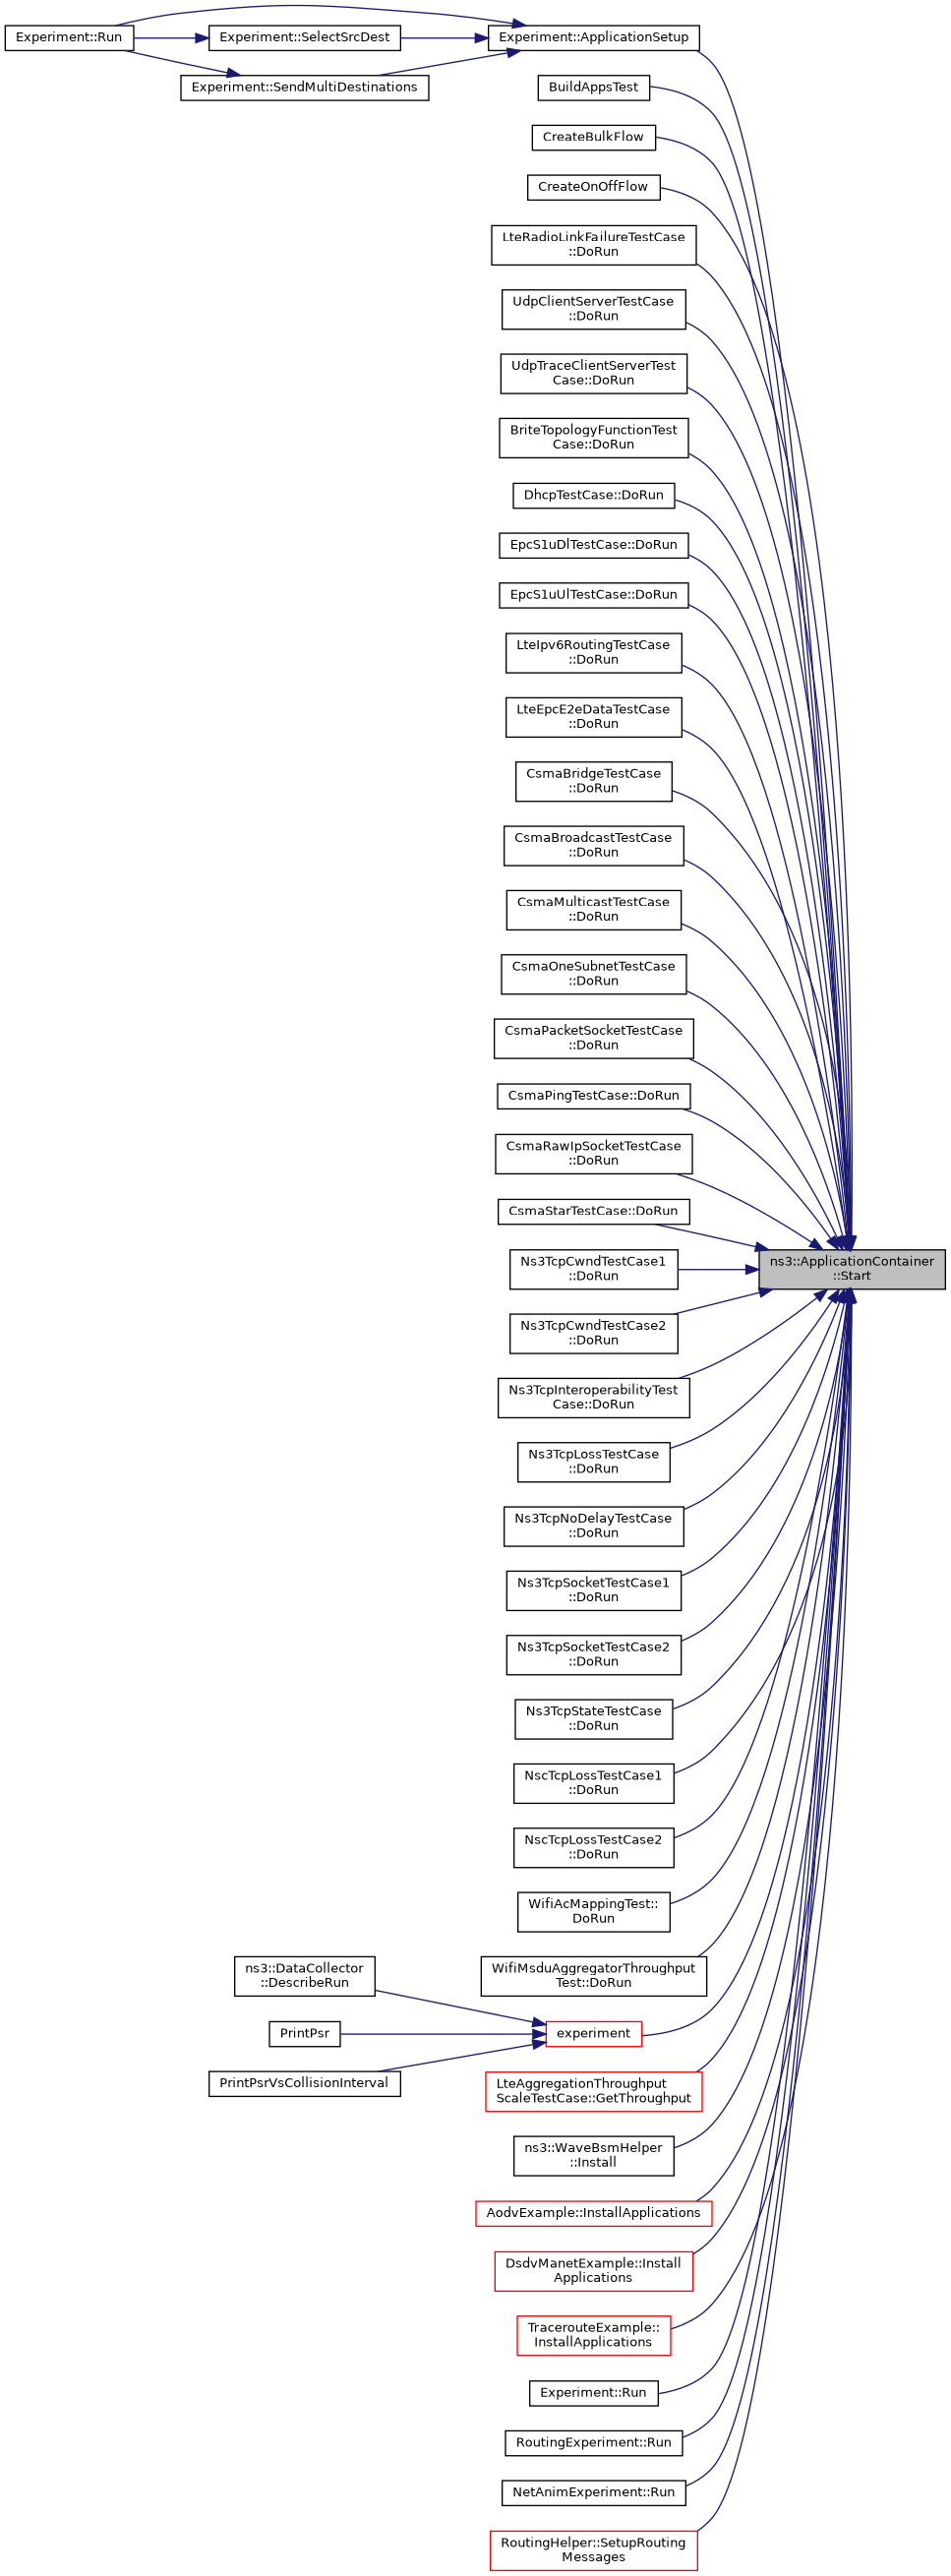 Experiment::Run
Experiment::SelectSrcDest
Experiment::ApplicationSetup
Experiment::SendMultiDestinations
BuildAppsTest
CreateBulkFlow
CreateOnOffFlow
LteRadioLinkFailureTestCase
::DoRun
UdpClientServerTestCase
::DoRun
UdpTraceClientServerTest
Case::DoRun
BriteTopologyFunctionTest
Case::DoRun
DhcpTestCase::DoRun
EpcS1uDlTestCase::DoRun
EpcS1uUlTestCase::DoRun
LteIpv6RoutingTestCase
::DoRun
LteEpcE2eDataTestCase
::DoRun
CsmaBridgeTestCase
::DoRun
CsmaBroadcastTestCase
::DoRun
CsmaMulticastTestCase
::DoRun
CsmaOneSubnetTestCase
::DoRun
CsmaPacketSocketTestCase
::DoRun
CsmaPingTestCase::DoRun
CsmaRawIpSocketTestCase
::DoRun
CsmaStarTestCase::DoRun
ns3::ApplicationContainer
::Start
Ns3TcpCwndTestCase1
::DoRun
Ns3TcpCwndTestCase2
::DoRun
Ns3TcpInteroperabilityTest
Case::DoRun
Ns3TcpLossTestCase
::DoRun
Ns3TcpNoDelayTestCase
::DoRun
Ns3TcpSocketTestCase1
::DoRun
Ns3TcpSocketTestCase2
::DoRun
Ns3TcpStateTestCase
::DoRun
NscTcpLossTestCase1
::DoRun
NscTcpLossTestCase2
::DoRun
WifiAcMappingTest::
DoRun
WifiMsduAggregatorThroughput
Test::DoRun
ns3::DataCollector
::DescribeRun
PrintPsr
experiment
PrintPsrVsCollisionInterval
LteAggregationThroughput
ScaleTestCase::GetThroughput
ns3::WaveBsmHelper
::Install
AodvExample::InstallApplications
DsdvManetExample::Install
Applications
TracerouteExample::
InstallApplications
Experiment::Run
RoutingExperiment::Run
NetAnimExperiment::Run
RoutingHelper::SetupRouting
Messages